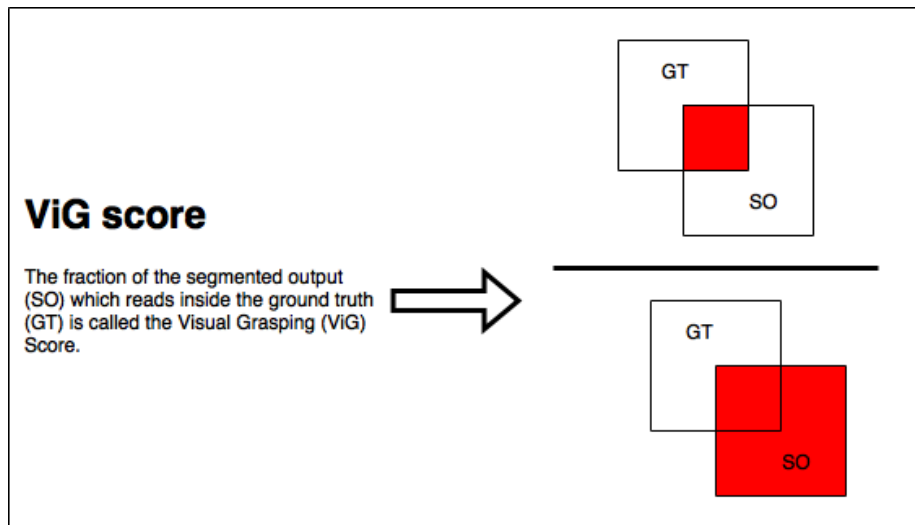 GT
SO
ViG score
The fraction of the segmented output
(SO) which reads inside the ground truth
(GT) is called the Visual Grasping (ViG)
Score.
GT
SO